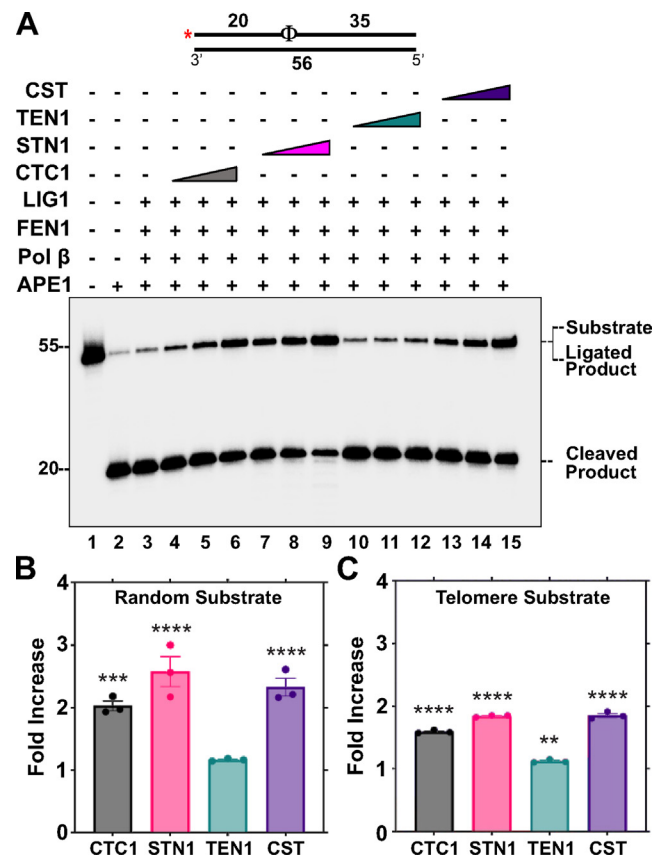 A
20 35
* Φ
3' 5'
56
CST - - - - - - - - - - - -
TEN1 - - - - - - - - - - - -
STN1 - - - - - - - - - - - -
CTC1 - - - - - - - - - - - -
LIG1 - - + + + + + + + + + + + + +
FEN1 - - + + + + + + + + + + + + +
Pol β - - + + + + + + + + + + + + +
APE1 - + + + + + + + + + + + + + +
55- Substrate
Ligated
Product
20- Cleaved
Product
1 2 3 4 5 6 7 8 9 10 11 12 13 14 15
B
Random Substrate
Fold Increase
4
3
2
1
0
*** **** ****
CTC1 STN1 TEN1 CST
C
Telomere Substrate
Fold Increase
4
3
2
1
0
**** **** ** ****
CTC1 STN1 TEN1 CST